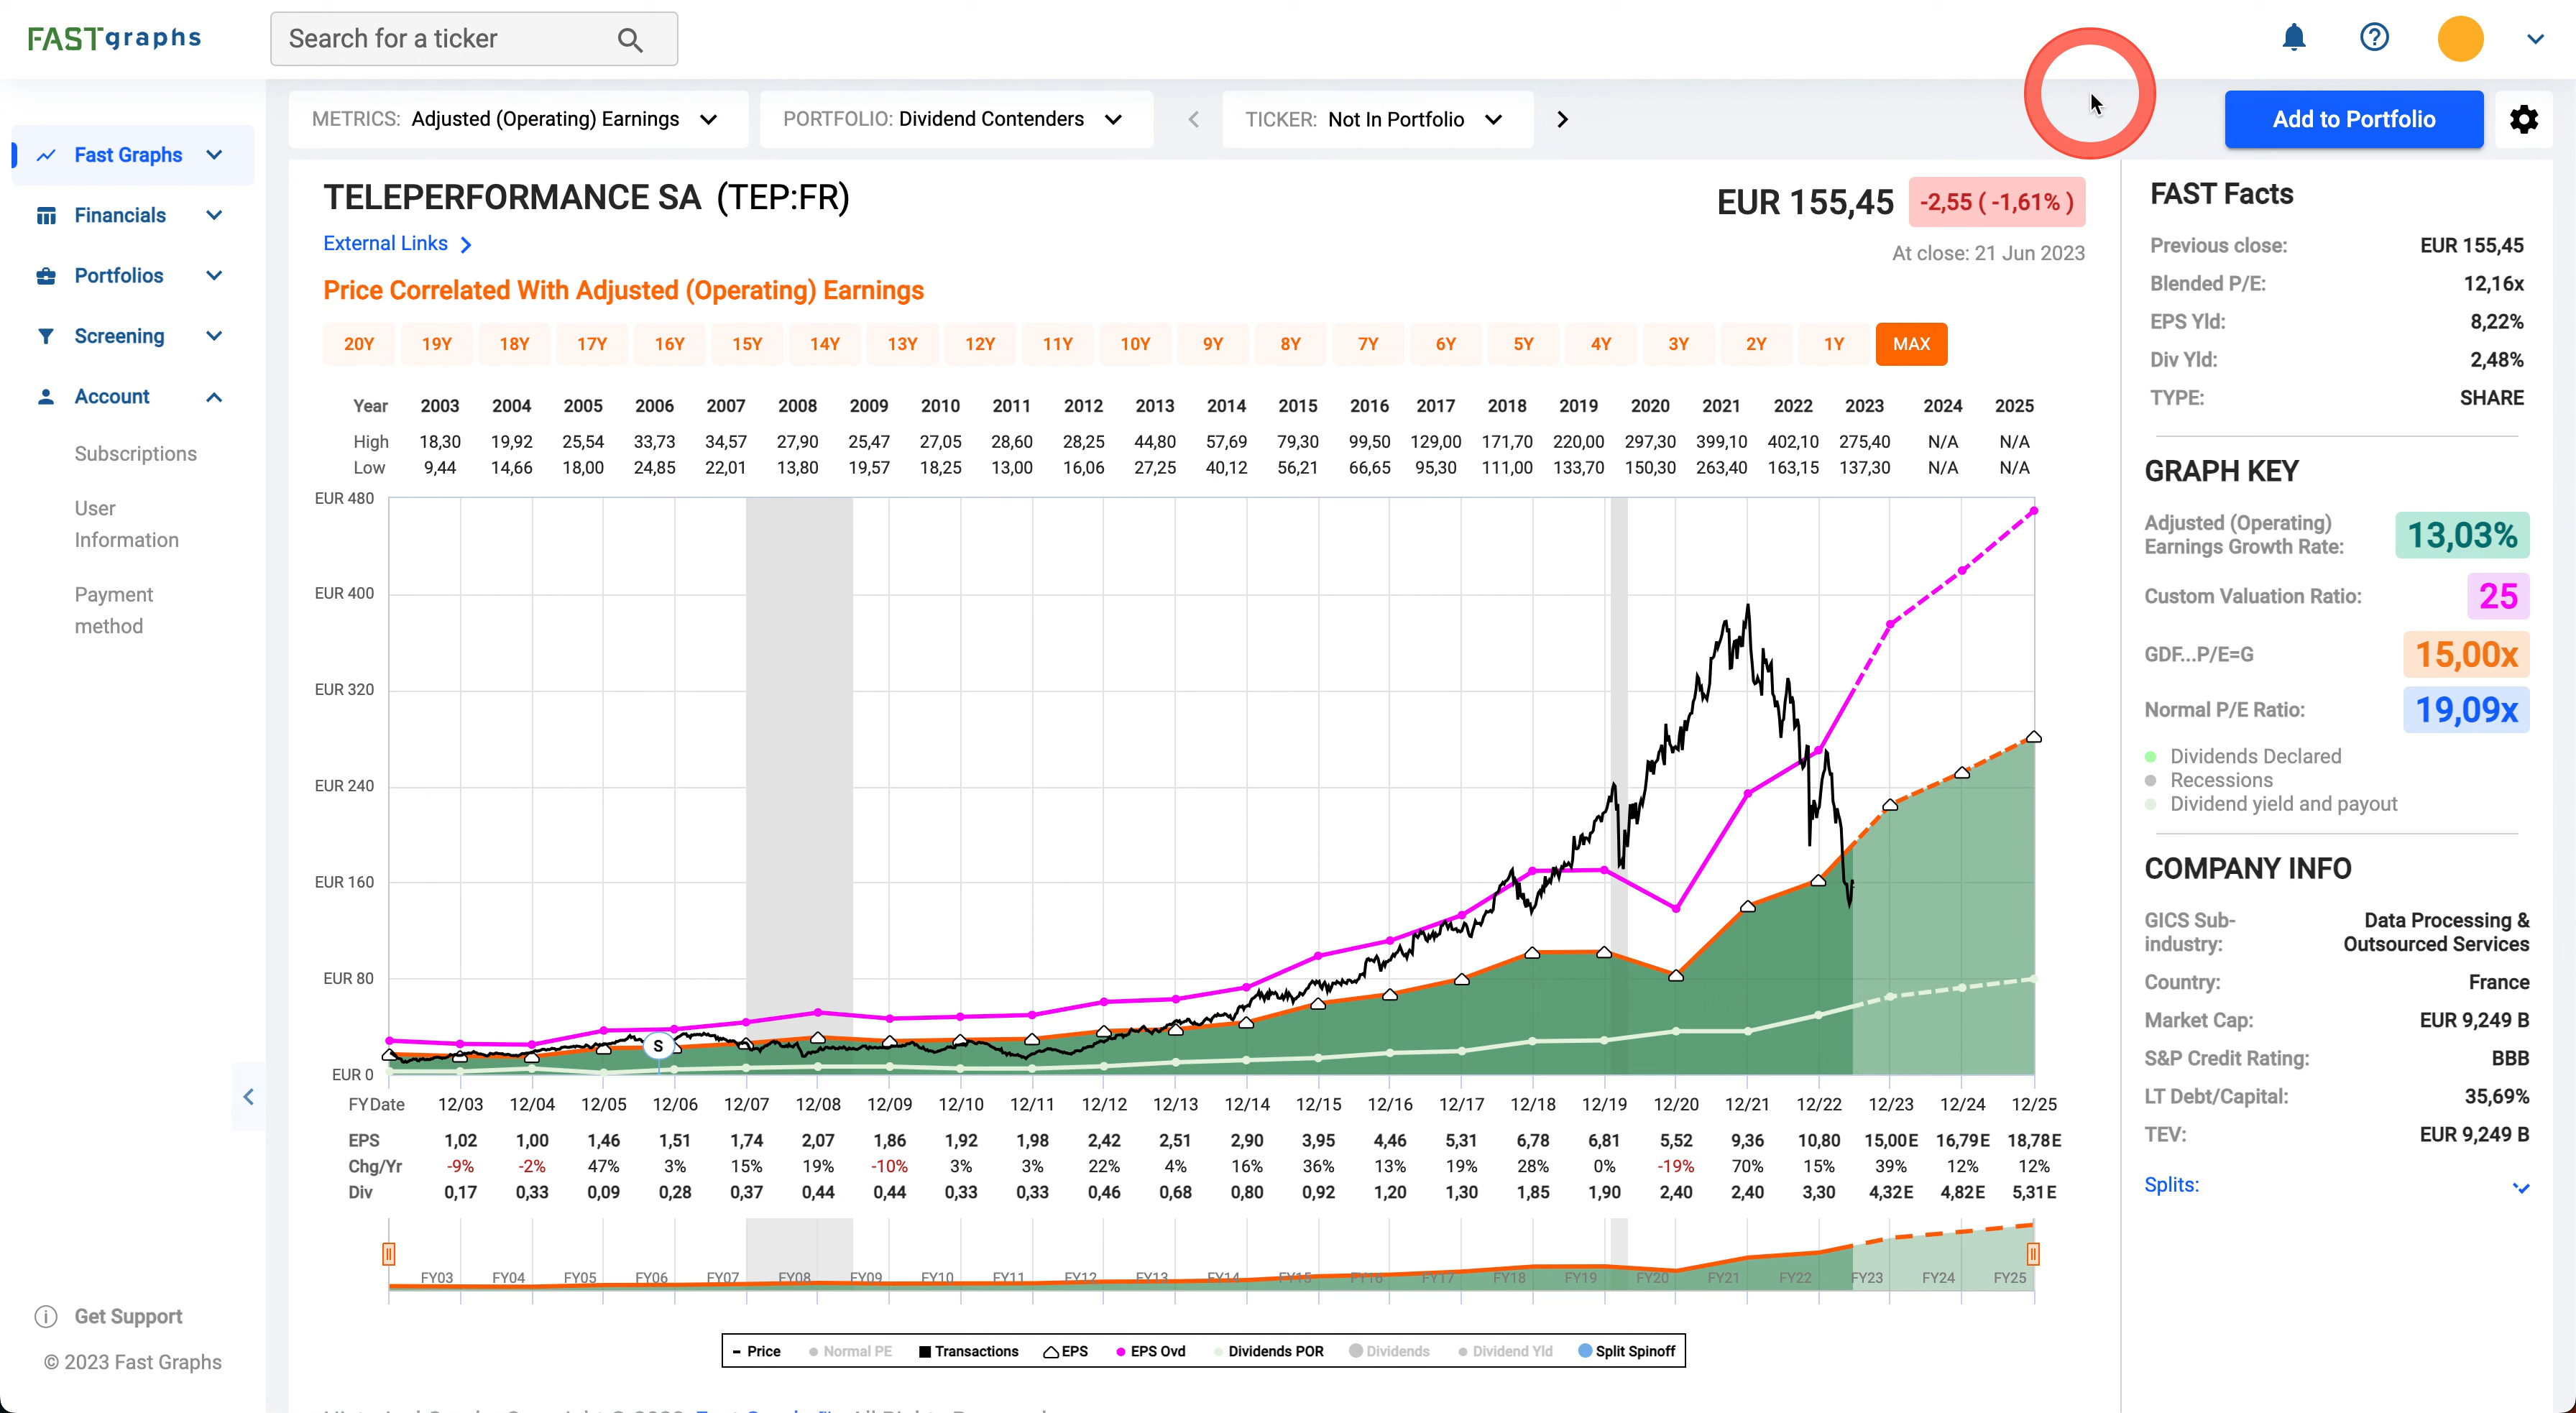 FASTgraphs
Search for a ticker
METRICS: Adjusted (Operating) Earnings
PORTFOLIO: Dividend Contenders
TICKER: Not In Portfolio
Add to Portfolio
Fast Graphs
Financials
Portfolios
Screening
Account
Subscriptions
User
Information
Payment
method
Get Support
© 2023 Fast Graphs
TELEPERFORMANCE SA (TEP:FR)
EUR 155,45 -2,55 ( -1,61% )
External Links
At close: 21 Jun 2023
Price Correlated With Adjusted (Operating) Earnings
20Y 19Y 18Y 17Y 16Y 15Y 14Y 13Y 12Y 11Y 10Y 9Y 8Y 7Y 6Y 5Y 4Y 3Y 2Y 1Y MAX
Year 2003 2004 2005 2006 2007 2008 2009 2010 2011 2012 2013 2014 2015 2016 2017 2018 2019 2020 2021 2022 2023 2024 2025
High 18,30 19,92 25,54 33,73 34,57 27,90 25,47 27,05 28,60 28,25 44,80 57,69 79,30 99,50 129,00 171,70 220,00 297,30 399,10 402,10 275,40 N/A N/A
Low 9,44 14,66 18,00 24,85 22,01 13,80 19,57 18,25 13,00 16,06 27,25 40,12 56,21 66,65 95,30 111,00 133,70 150,30 263,40 163,15 137,30 N/A N/A
EUR 480
EUR 400
EUR 320
EUR 240
EUR 160
EUR 80
EUR 0
S
FYDate 12/03 12/04 12/05 12/06 12/07 12/08 12/09 12/10 12/11 12/12 12/13 12/14 12/15 12/16 12/17 12/18 12/19 12/20 12/21 12/22 12/23 12/24 12/25
EPS 1,02 1,00 1,46 1,51 1,74 2,07 1,86 1,92 1,98 2,42 2,51 2,90 3,95 4,46 5,31 6,78 6,81 5,52 9,36 10,80 15,00E 16,79E 18,78E
Chg/Yr -9% -2% 47% 3% 15% 19% -10% 3% 3% 22% 4% 16% 36% 13% 19% 28% 0% -19% 70% 15% 39% 12% 12%
Div 0,17 0,33 0,09 0,28 0,37 0,44 0,44 0,33 0,33 0,46 0,68 0,80 0,92 1,20 1,30 1,85 1,90 2,40 2,40 3,30 4,32E 4,82E 5,31E
FY03 FY04 FY05 FY06 FY07 FY08 FY09 FY10 FY11 FY12 FY13 FY14 FY15 FY16 FY17 FY18 FY19 FY20 FY21 FY22 FY23 FY24 FY25
Price Normal PE Transactions EPS EPS Ovd Dividends POR Dividends Dividend Yld Split Spinoff
FAST Facts
Previous close: EUR 155,45
Blended P/E: 12,16x
EPS Yld: 8,22%
Div Yld: 2,48%
TYPE: SHARE
GRAPH KEY
Adjusted (Operating)
Earnings Growth Rate: 13,03%
Custom Valuation Ratio: 25
GDF...P/E=G 15,00x
Normal P/E Ratio: 19,09x
Dividends Declared
Recessions
Dividend yield and payout
COMPANY INFO
GICS Sub- Data Processing &
industry: Outsourced Services
Country: France
Market Cap: EUR 9,249 B
S&P Credit Rating: BBB
LT Debt/Capital: 35,69%
TEV: EUR 9,249 B
Splits: